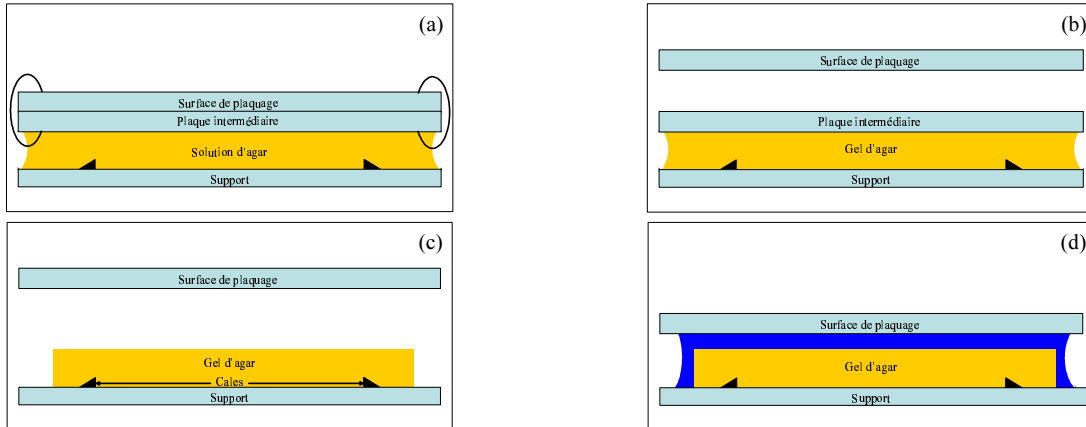 (a)
Surface de plaquage
Plaque intermédiaire
Solution d'agar
Support
(b)
Surface de plaquage
Plaque intermédiaire
Gel d'agar
Support
(c)
Surface de plaquage
Gel d'agar
Cales
Support
(d)
Surface de plaquage
Gel d'agar
Support